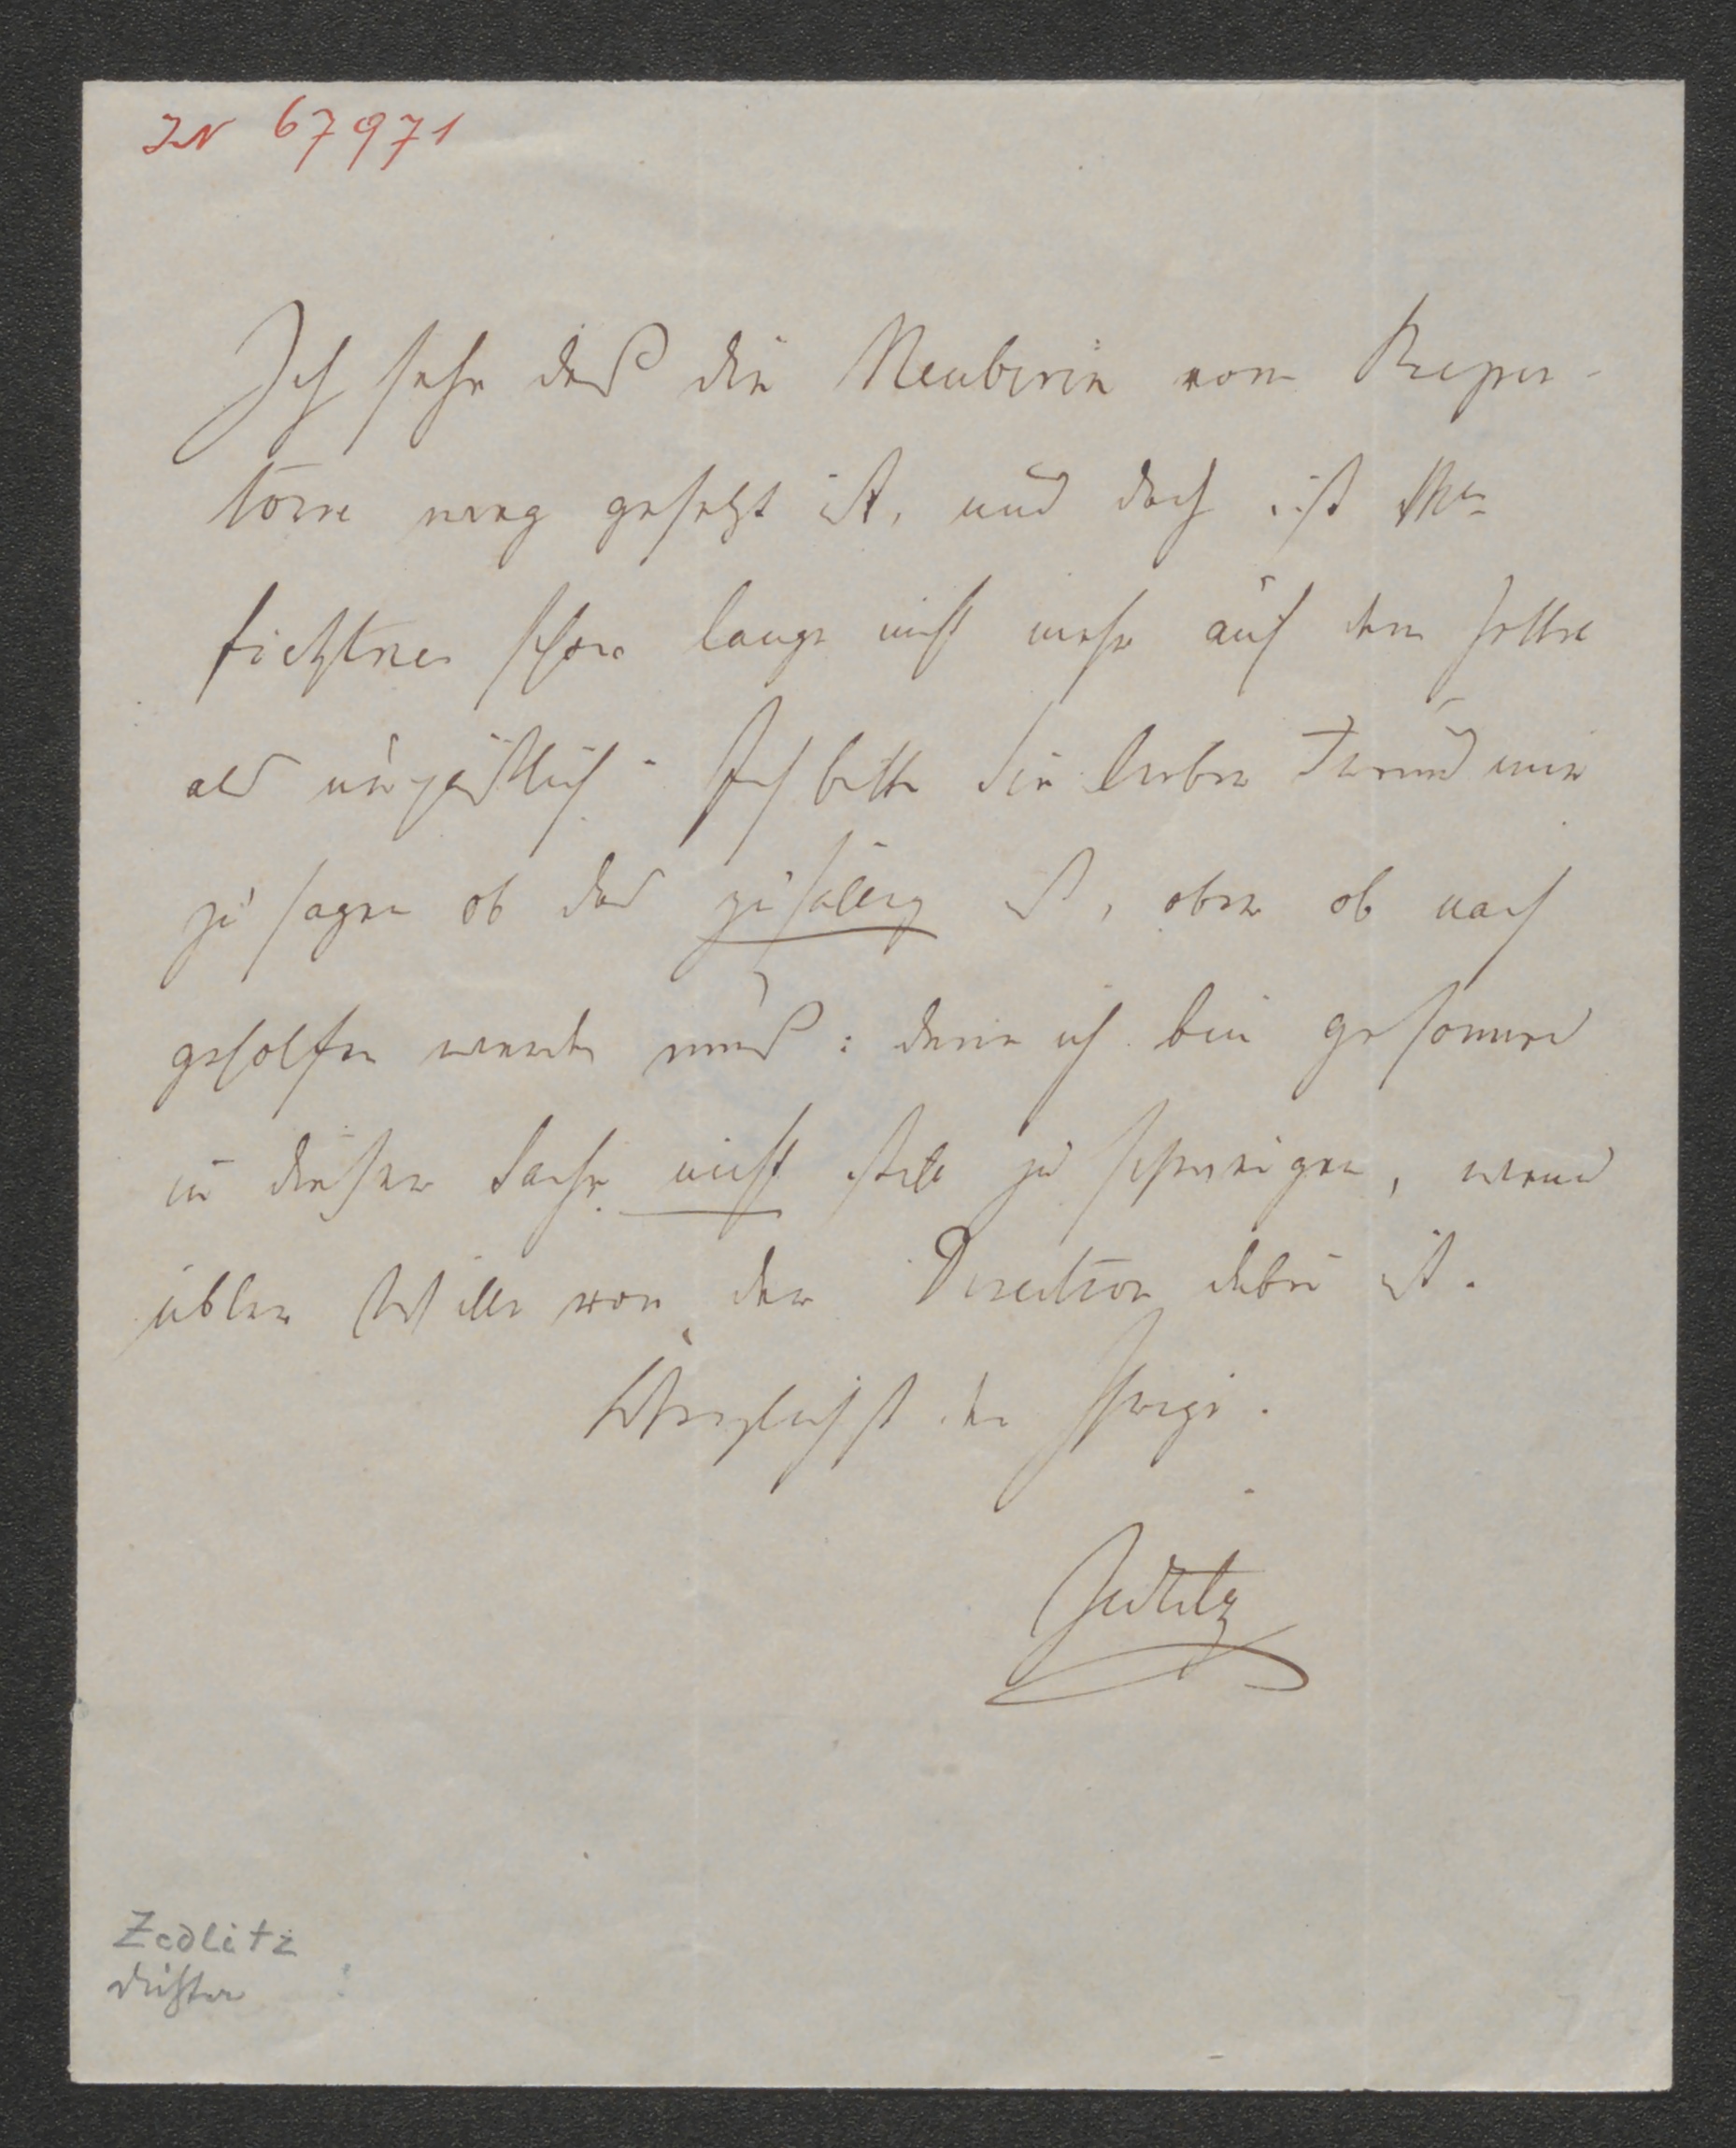 IN 67971
Ich sehe daß die Neuberin vom Reper-
toire weg gesetzt ist, und doch ist Me
Fichtner schon lange nicht mehr auf dem Zettel
als unpäßlich. Ich bitte Sie lieber Freund mir
zu sagen ob das zufällig ist, oder ob nach
geholfen werden muß: denn ich bin gesonnen
in dieser Sache nicht stille zu schweigen, wenn
übler Wille von der Direction dabei ist.
Herzlichst der Ihrige.
Zedlitz
Zedlitz
Dichter